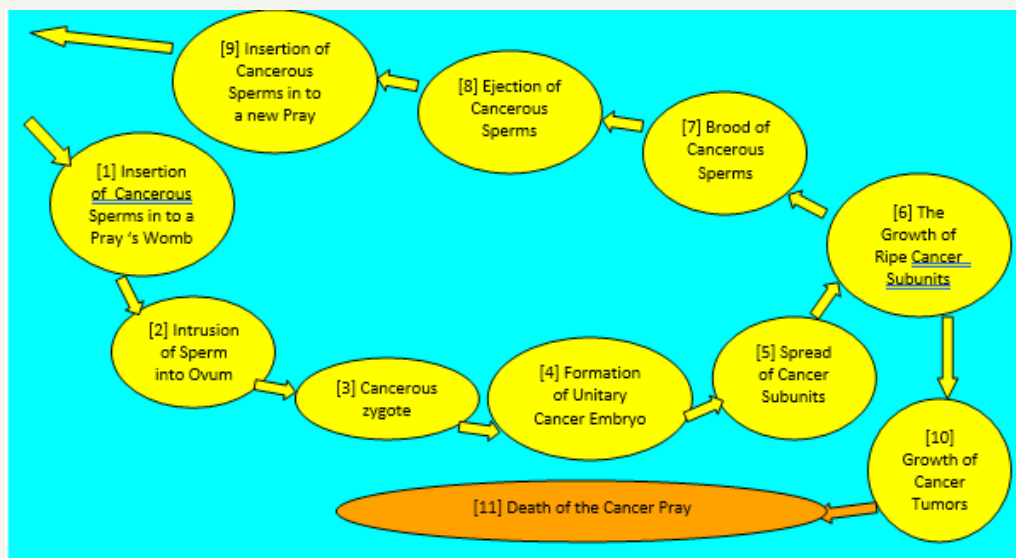 [9] Insertion of
Cancerous
Sperms in to
a new Pray
[8] Ejection of
Cancerous
Sperms
[7] Brood of
Cancerous
Sperms
[1] Insertion
of Cancerous
Sperms in to a
Pray 's Womb
[6] The
Growth of
Ripe Cancer
Subunits
[2] Intrusion
of Sperm
into Ovum
[3] Cancerous
zygote
[4] Formation
of Unitary
Cancer Embryo
[5] Spread
of Cancer
Subunits
[10]
Growth of
Cancer
Tumors
[11] Death of the Cancer Pray